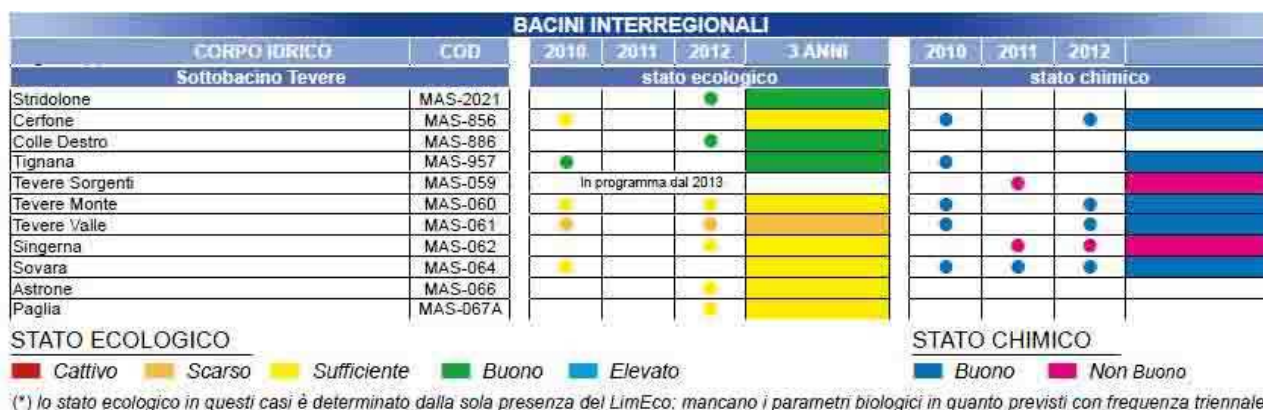 BACINI INTERREGIONALI
CORPO IDRICO COD 2010 2011 2012 3 ANNI 2010 2011 2012
Sottobacino Tevere stato ecologico stato chimico
Stridolone MAS-2021
Cerfone MAS-856
Colle Destro MAS-886
Tignana MAS-957
Tevere Sorgenti MAS-059 In programma dal 2013
Tevere Monte MAS-060
Tevere Valle MAS-061
Singerna MAS-062
Sovara MAS-064
Astrone MAS-066
Paglia MAS-067A
STATO ECOLOGICO STATO CHIMICO
Cattivo Scarso Sufficiente Buono Elevato Buono Non Buono
(*) lo stato ecologico in questi casi è determinato dalla sola presenza del LimEco; mancano i parametri biologici in quanto previsti con frequenza triennale